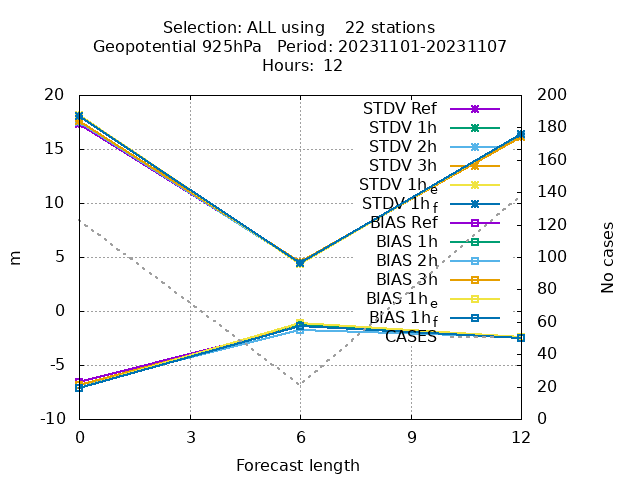 Selection: ALL using 22 stations
Geopotential 925hPa Period: 20231101-20231107
Hours: 12
20
15
10
5
0
-5
-10
m
200
180
160
140
120
100
80
60
40
20
0
No cases
STDV Ref
STDV 1h
STDV 2h
STDV 3h
STDV 1he
STDV 1hf
BIAS Ref
BIAS 1h
BIAS 2h
BIAS 3h
BIAS 1he
BIAS 1hf
CASES
0 3 6 9 12
Forecast length